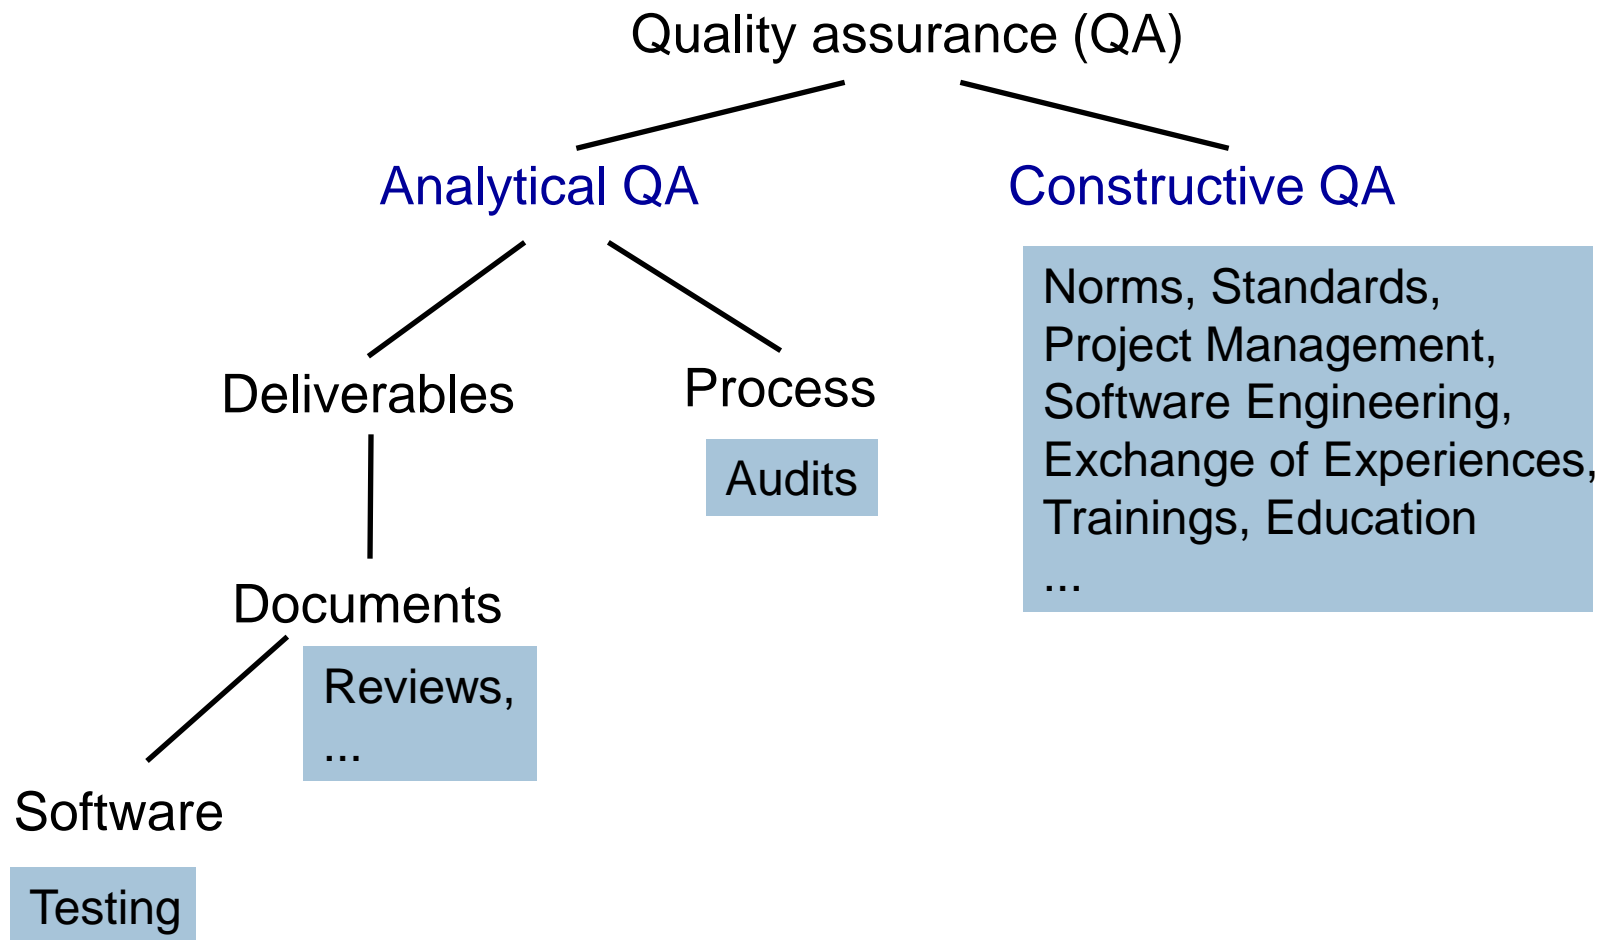 Quality assurance (QA)
Analytical QA
Constructive QA
Norms, Standards,
Project Management,
Software Engineering,
Exchange of Experiences,
Trainings, Education
...
Deliverables
Process
Audits
Documents
Reviews,
...
Software
Testing